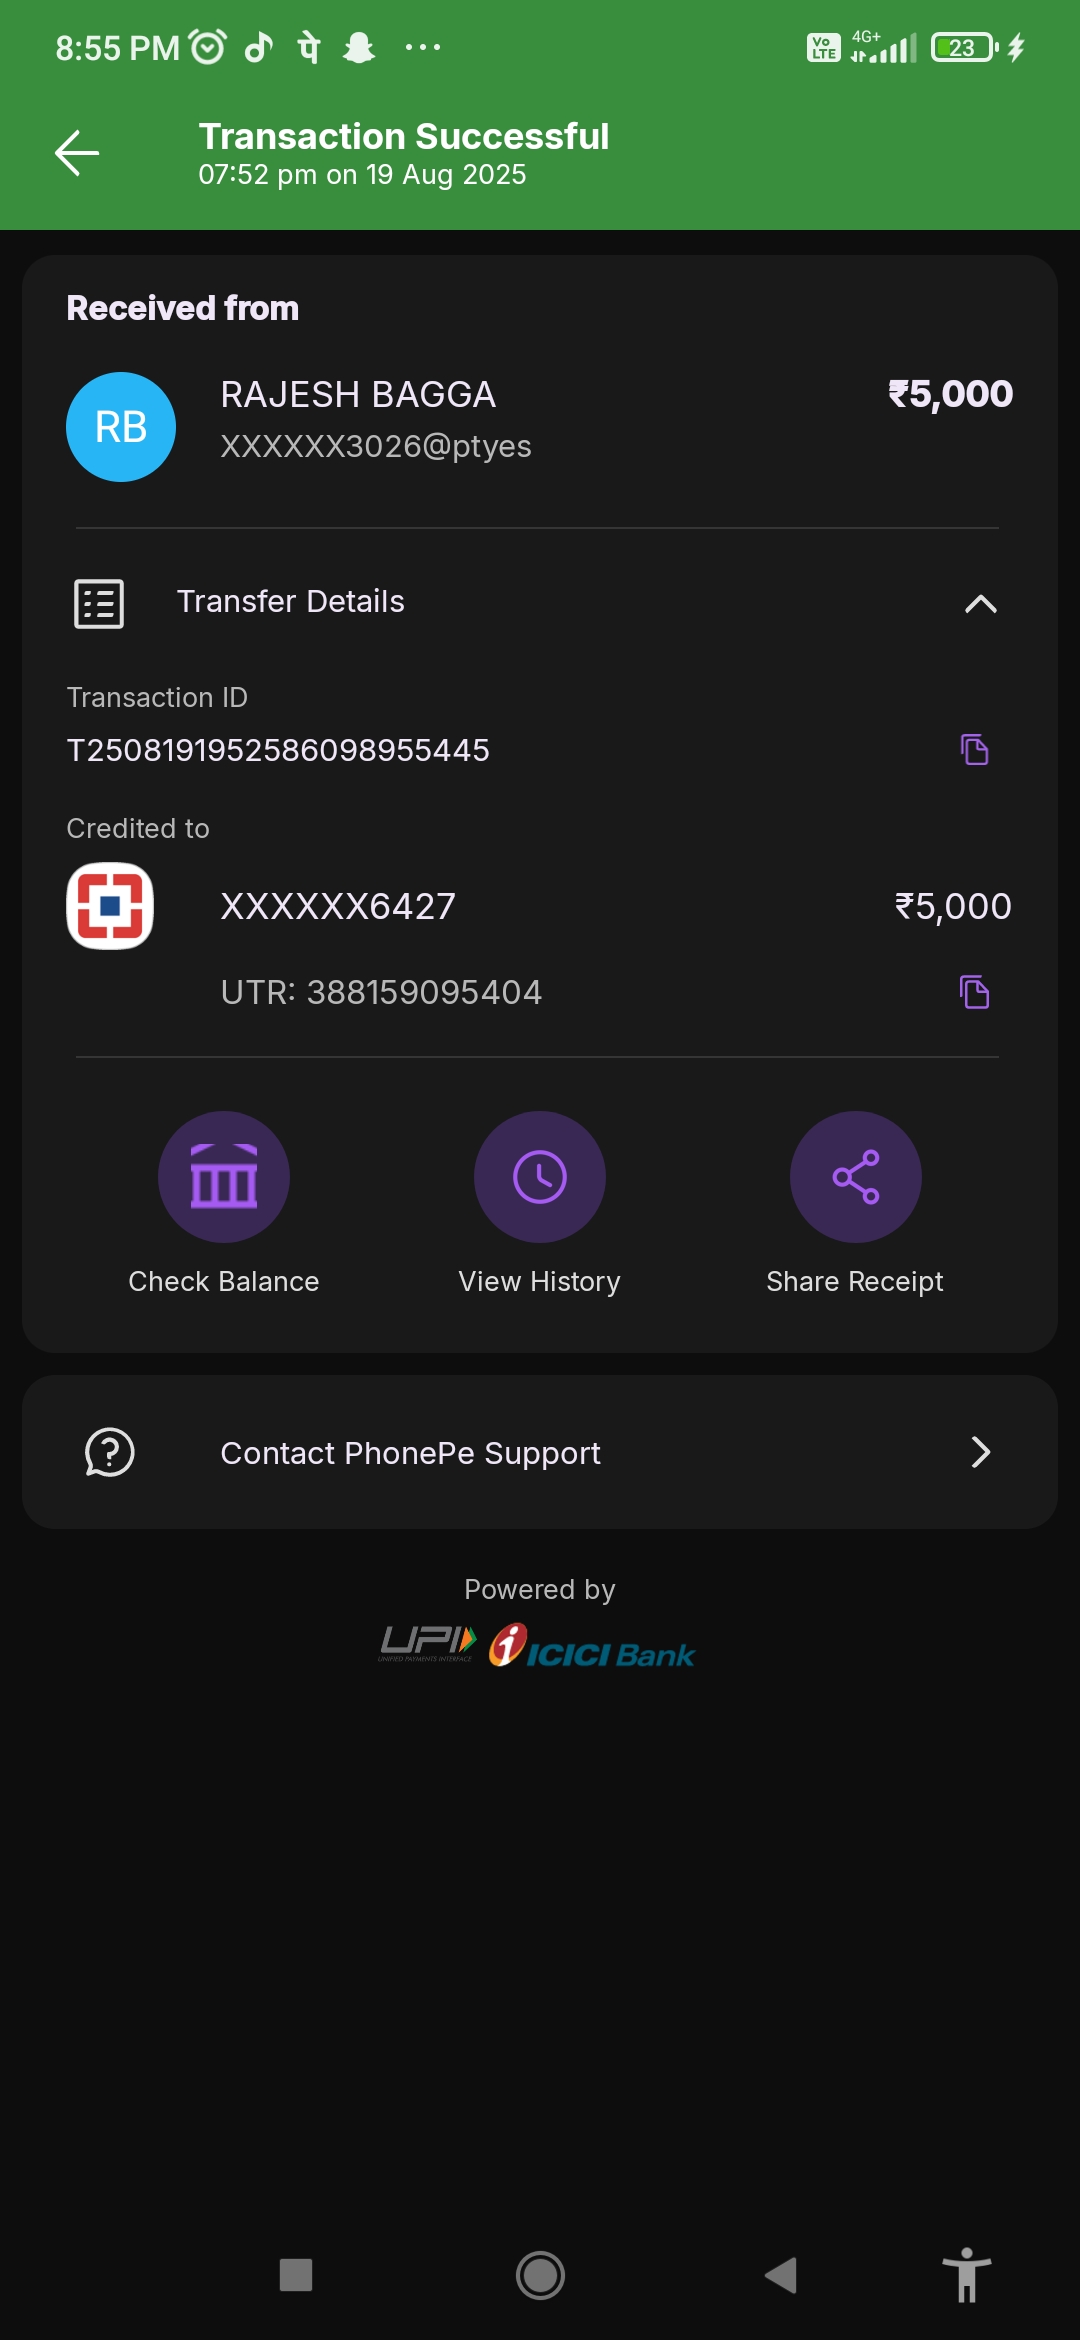 8:55 PM पे ... Vo LTE 4G+ 23
Transaction Successful
07:52 pm on 19 Aug 2025
Received from
RB RAJESH BAGGA ₹5,000
XXXXXX3026@ptyes
Transfer Details
Transaction ID
T2508191952586098955445
Credited to
XXXXXX6427 ₹5,000
UTR: 388159095404
Check Balance View History Share Receipt
Contact PhonePe Support
Powered by
UPI ICICI Bank
UNIFIED PAYMENTS INTERFACE